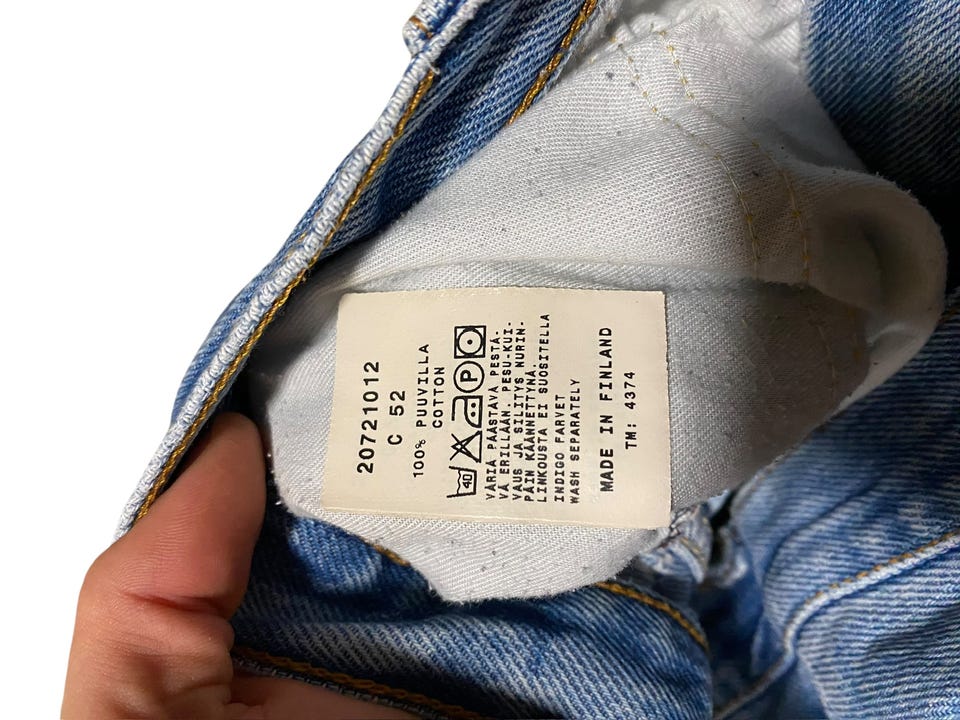 20721012
C 52
100% PUUVILLA
COTTON
40 P
VÄRIÄ PÄÄSTÄVÄ PESTÄ-
VÄ ERILLÄÄN. PESU-KUI-
VAUS JA SILITYS NURIN-
PÄIN KÄÄNNETTYNÄ.
LINKOUSTA EI SUOSITELLA
INDIGO FARVET
WASH SEPARATELY
MADE IN FINLAND
TM: 4374